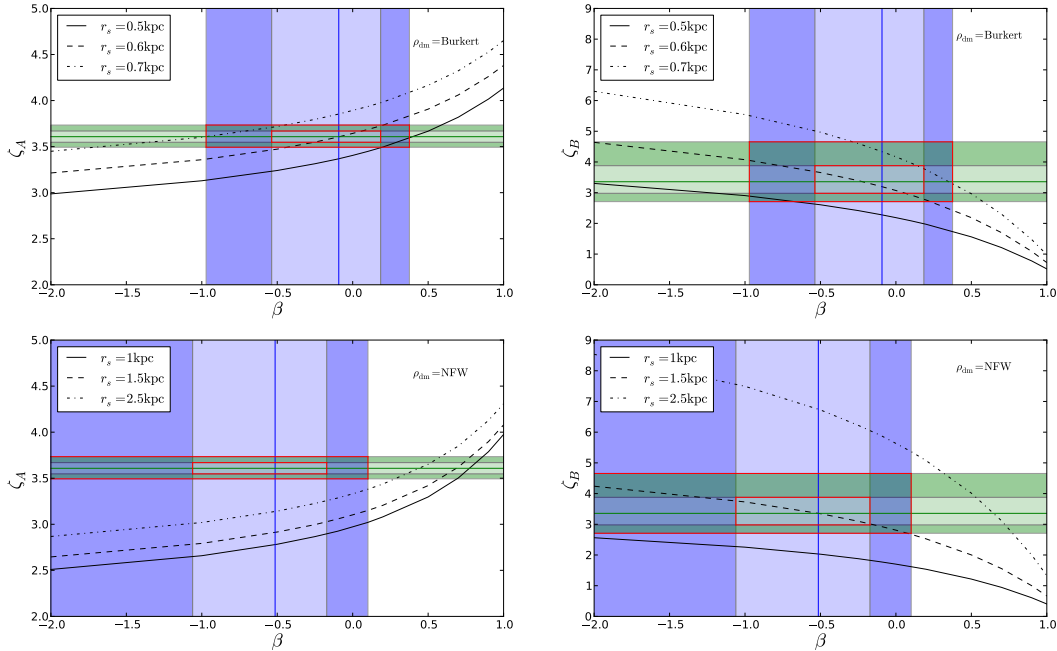 5.0
4.5
4.0
3.5
3.0
2.5
2.0
ζ_A
r_s = 0.5kpc
r_s = 0.6kpc
r_s = 0.7kpc
ρ_dm = Burkert
−2.0 −1.5 −1.0 −0.5 0.0 0.5 1.0
β
9
8
7
6
5
4
3
2
1
0
ζ_B
r_s = 0.5kpc
r_s = 0.6kpc
r_s = 0.7kpc
ρ_dm = Burkert
−2.0 −1.5 −1.0 −0.5 0.0 0.5 1.0
β
5.0
4.5
4.0
3.5
3.0
2.5
2.0
ζ_A
r_s = 1kpc
r_s = 1.5kpc
r_s = 2.5kpc
ρ_dm = NFW
−2.0 −1.5 −1.0 −0.5 0.0 0.5 1.0
β
9
8
7
6
5
4
3
2
1
0
ζ_B
r_s = 1kpc
r_s = 1.5kpc
r_s = 2.5kpc
ρ_dm = NFW
−2.0 −1.5 −1.0 −0.5 0.0 0.5 1.0
β